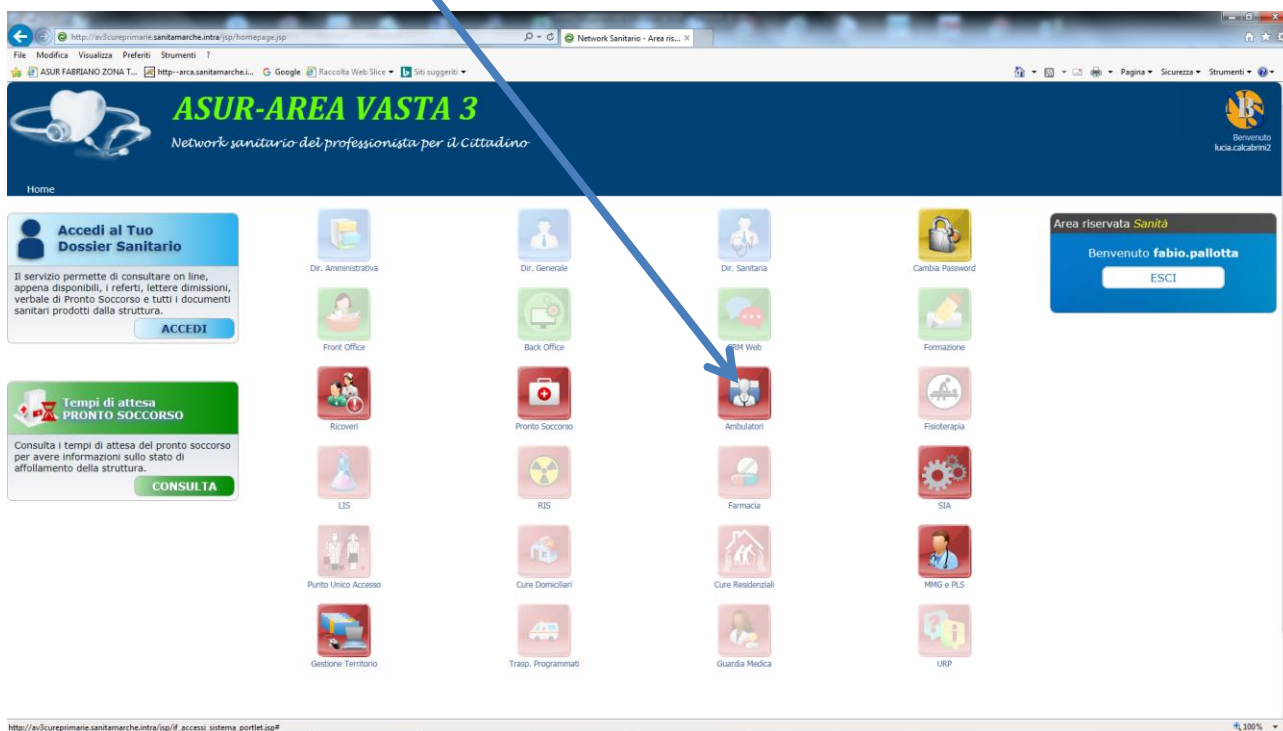 http://av3cureprimarie.sanitamarche.intra/jsp/homepage.jsp
Network Sanitario - Area ris...
File Modifica Visualizza Preferiti Strumenti ?
ASUR FABRIANO ZONA T... http--arca.sanitamarche.i... Google Raccolta Web Slice Siti suggeriti
Pagina Sicurezza Strumenti
ASUR-AREA VASTA 3
Network sanitario del professionista per il Cittadino
Benvenuto
lucia.calcabrini2
Home
Accedi al Tuo
Dossier Sanitario
Il servizio permette di consultare on line,
appena disponibili, i referti, lettere dimissioni,
verbale di Pronto Soccorso e tutti i documenti
sanitari prodotti dalla struttura.
ACCEDI
Tempi di attesa
PRONTO SOCCORSO
Consulta i tempi di attesa del pronto soccorso
per avere informazioni sullo stato di
affollamento della struttura.
CONSULTA
Dir. Amministrativa Dir. Generale Dir. Sanitaria Cambia Password
Front Office Back Office CRM Web Formazione
Ricoveri Pronto Soccorso Ambulatori Fisioterapia
LIS RIS Farmacia SIA
Punto Unico Accesso Cure Domiciliari Cure Residenziali MMG e PLS
Gestione Territorio Trasp. Programmati Guardia Medica URP
Area riservata Sanità
Benvenuto fabio.pallotta
ESCI
http://av3cureprimarie.sanitamarche.intra/jsp/if_accessi_sistema_portlet.jsp#
100%